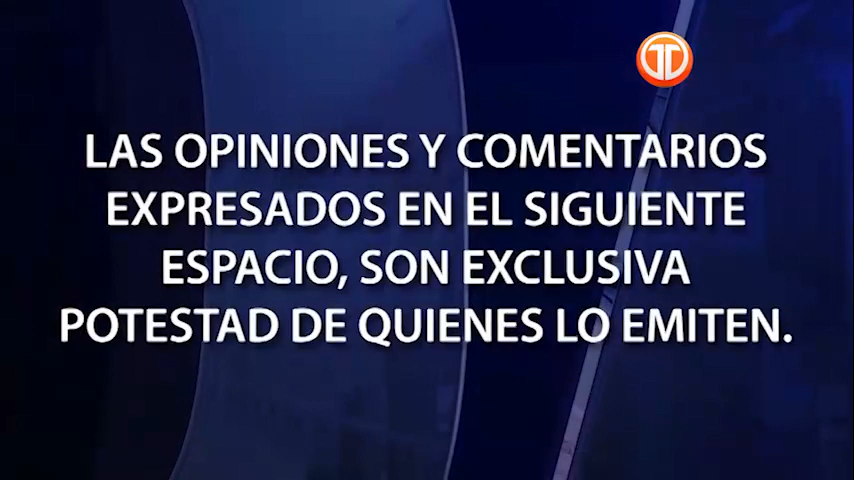 LAS OPINIONES Y COMENTARIOS
EXPRESADOS EN EL SIGUIENTE
ESPACIO, SON EXCLUSIVA
POTESTAD DE QUIENES LO EMITEN.